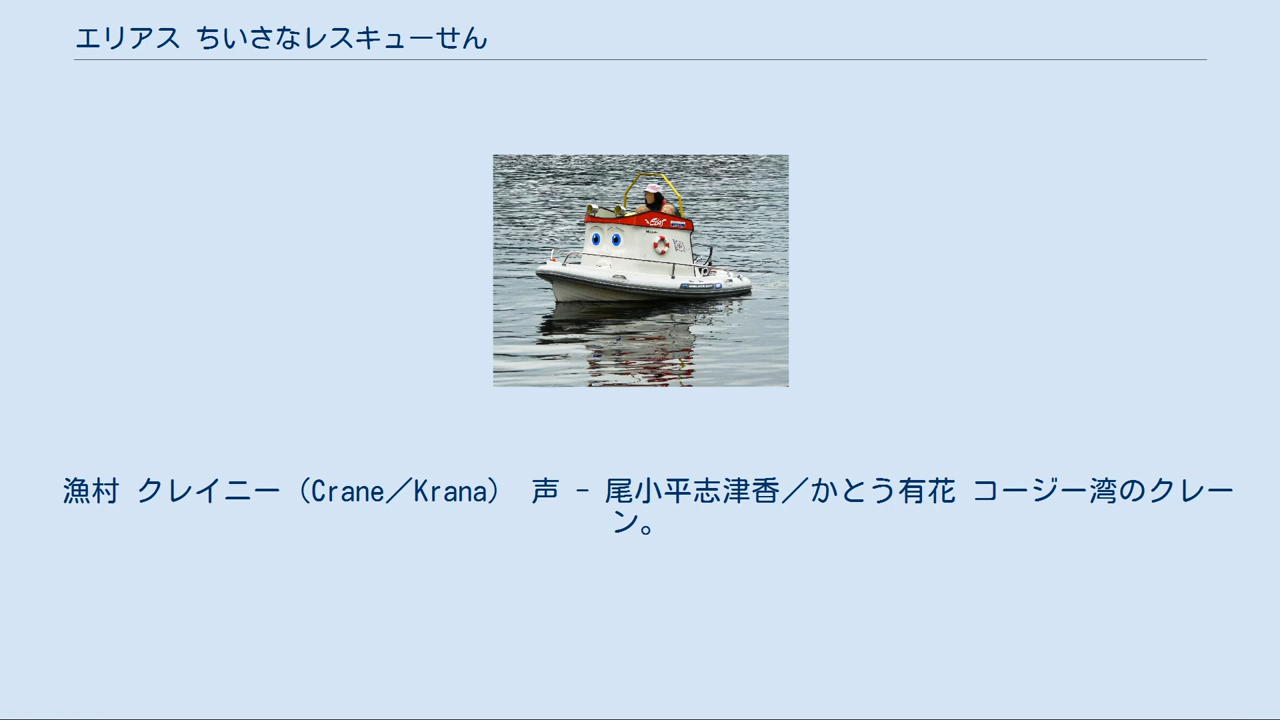 エリアス ちいさなレスキューせん
漁村 クレイニー（Crane／Krana） 声 - 尾小平志津香／かとう有花 コージー湾のクレー
ン。